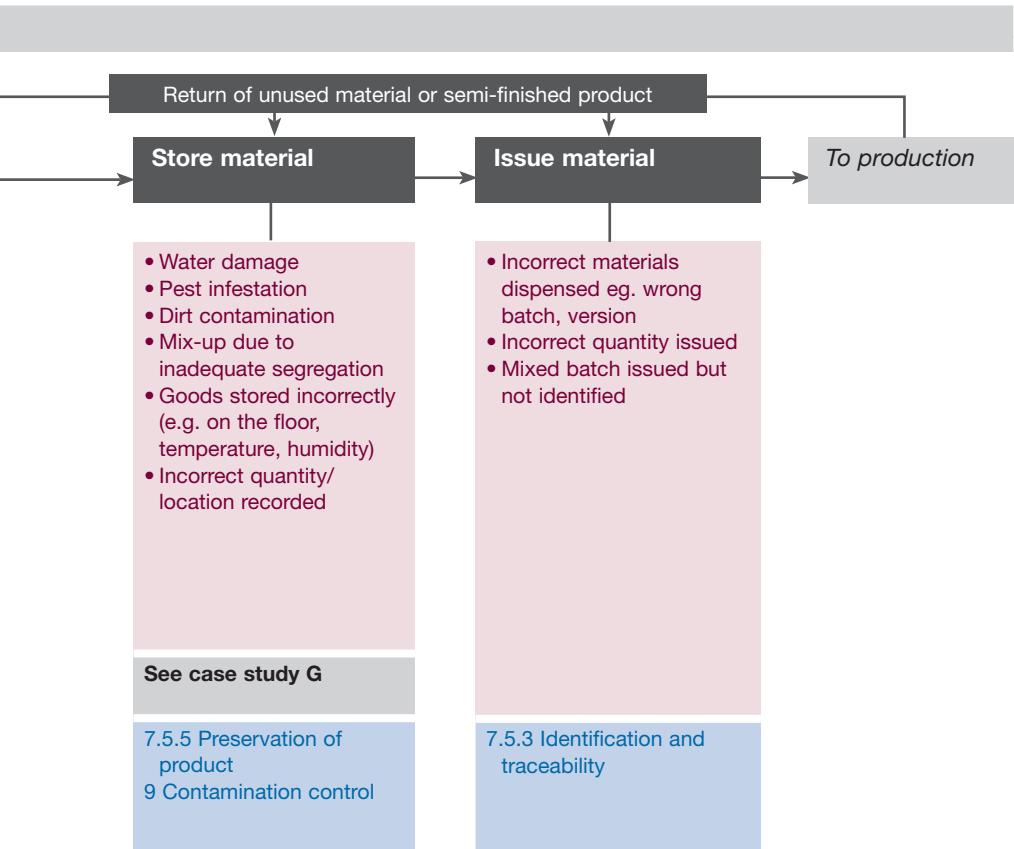 Return of unused material or semi-finished product
Store material
Issue material
To production
• Water damage
• Pest infestation
• Dirt contamination
• Mix-up due to
inadequate segregation
• Goods stored incorrectly
(e.g. on the floor,
temperature, humidity)
• Incorrect quantity/
location recorded
• Incorrect materials
dispensed eg. wrong
batch, version
• Incorrect quantity issued
• Mixed batch issued but
not identified
See case study G
7.5.5 Preservation of
product
9 Contamination control
7.5.3 Identification and
traceability